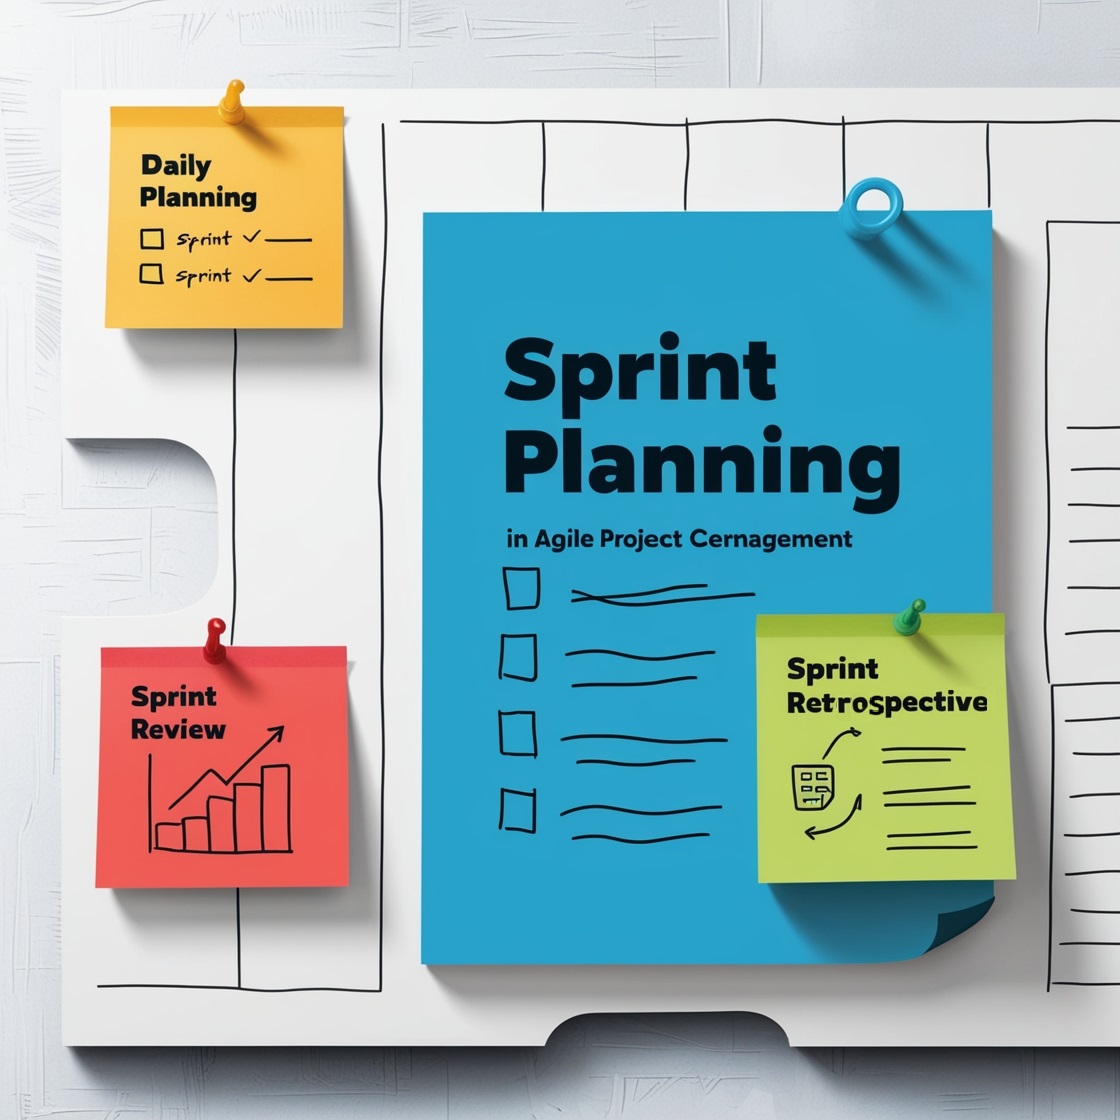 Daily
Planning
Sprint ✓
Sprint ✓
Sprint
Planning
in Agile Project Cernagement
Sprint
Review
Sprint
Retrospective